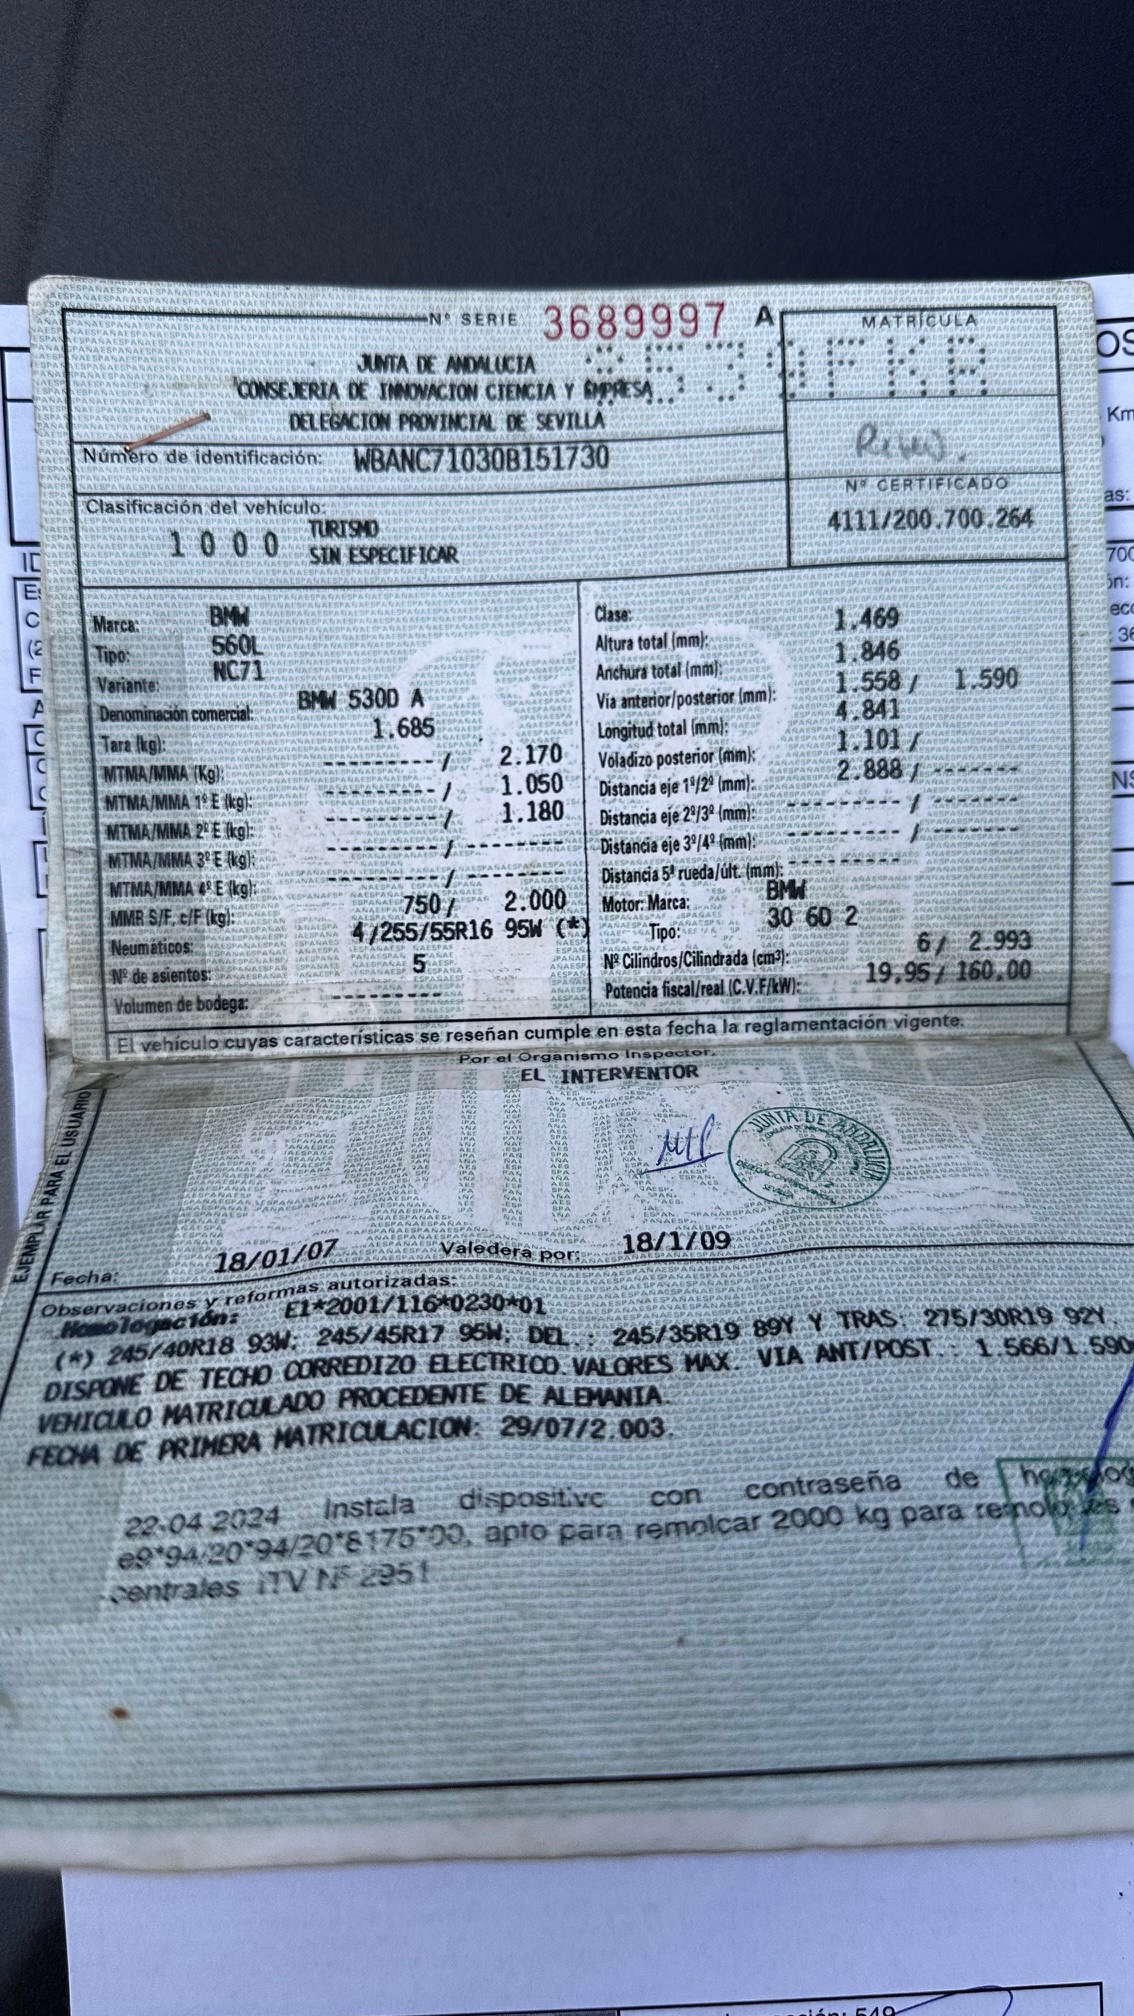 Nº SERIE 3689997 A
MATRÍCULA
JUNTA DE ANDALUCIA
CONSEJERIA DE INNOVACION CIENCIA Y EMPRESA
DELEGACION PROVINCIAL DE SEVILLA
Número de identificación: WBANC71030B151730
Nº CERTIFICADO
4111/200.700.264
Clasificación del vehículo:
1000 TURISMO
SIN ESPECIFICAR
Marca: BMW
Tipo: 560L
Variante: NC71
Denominación comercial: BMW 530D A
Tara (kg): 1.685
MTMA/MMA (Kg): --------- / 2.170
MTMA/MMA 1º E (kg): --------- / 1.050
MTMA/MMA 2º E (kg): --------- / 1.180
MTMA/MMA 3º E (kg): --------- / ---------
MTMA/MMA 4º E (kg): --------- / ---------
MMR S/F, c/F (kg): 750 / 2.000
Neumáticos: 4/255/55R16 95W (*)
Nº de asientos: 5
Volumen de bodega: ---------
Clase:
Altura total (mm): 1.469
Anchura total (mm): 1.846
Vía anterior/posterior (mm): 1.558 / 1.590
Longitud total (mm): 4.841
Voladizo posterior (mm): 1.101 /
Distancia eje 1º/2º (mm): 2.888 / -------
Distancia eje 2º/3º (mm): --------- / -------
Distancia eje 3º/4º (mm): --------- / -------
Distancia 5ª rueda/últ. (mm): ---------
Motor: Marca: BMW
Tipo: 30 6D 2
Nº Cilindros/Cilindrada (cm³): 6 / 2.993
Potencia fiscal/real (C.V.F/kW): 19,95 / 160,00
El vehículo cuyas características se reseñan cumple en esta fecha la reglamentación vigente.
Por el Organismo Inspector,
EL INTERVENTOR
JUNTA DE ANDALUCIA
SEVILLA
EJEMPLAR PARA EL USUARIO
Fecha: 18/01/07 Valedera por: 18/1/09
Observaciones y reformas autorizadas:
Homologación: E1*2001/116*0230*01
(*) 245/40R18 93W; 245/45R17 95W; DEL.: 245/35R19 89Y Y TRAS: 275/30R19 92Y.
DISPONE DE TECHO CORREDIZO ELECTRICO.VALORES MAX. VIA ANT/POST.: 1.566/1.590
VEHICULO MATRICULADO PROCEDENTE DE ALEMANIA.
FECHA DE PRIMERA MATRICULACION: 29/07/2.003.
22-04 2024 Instala dispositivo con contraseña de
e9*94/20*94/20*8175*00, apto para remolcar 2000 kg para
centrales ITV Nº 2951